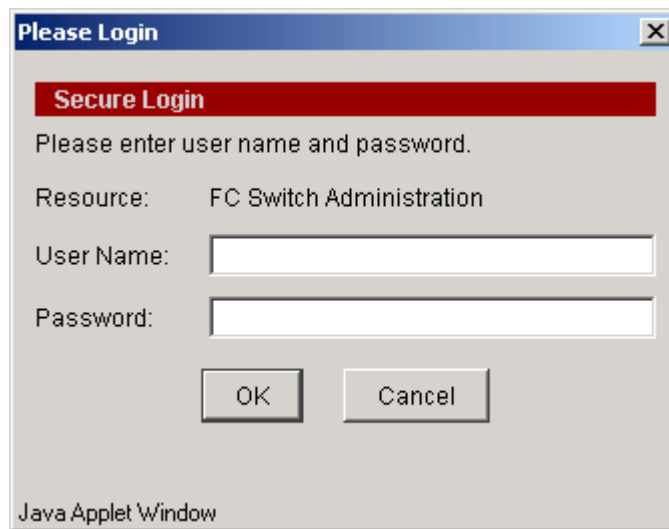 Please Login
Secure Login
Please enter user name and password.
Resource: FC Switch Administration
User Name:
Password:
OK Cancel
Java Applet Window